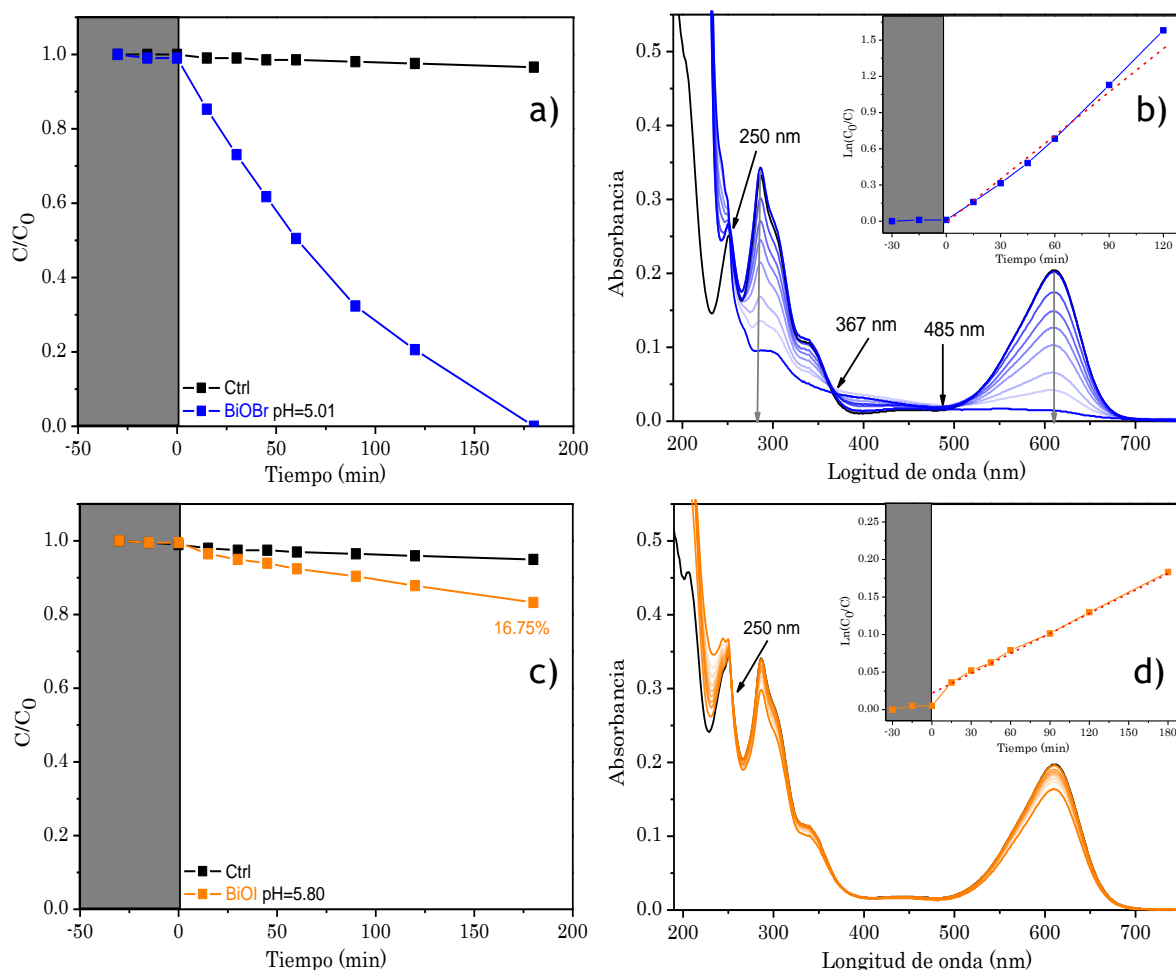 a)
1.0
0.8
0.6
0.4
0.2
0.0
C/C0
Ctrl
BiOBr pH=5.01
-50 0 50 100 150 200
Tiempo (min)
b)
0.5
0.4
0.3
0.2
0.1
0.0
Absorbancia
250 nm
367 nm
485 nm
200 300 400 500 600 700
Logitud de onda (nm)
1.5
1.2
0.9
0.6
0.3
0.0
Ln(C0/C)
-30 0 30 60 90 120
Tiempo (min)
c)
1.0
0.8
0.6
0.4
0.2
0.0
C/C0
16.75%
Ctrl
BiOI pH=5.80
-50 0 50 100 150 200
Tiempo (min)
d)
0.5
0.4
0.3
0.2
0.1
0.0
Absorbancia
250 nm
200 300 400 500 600 700
Longitud de onda (nm)
0.25
0.20
0.15
0.10
0.05
0.00
Ln(C0/C)
-30 0 30 60 90 120 150 180
Tiempo (min)